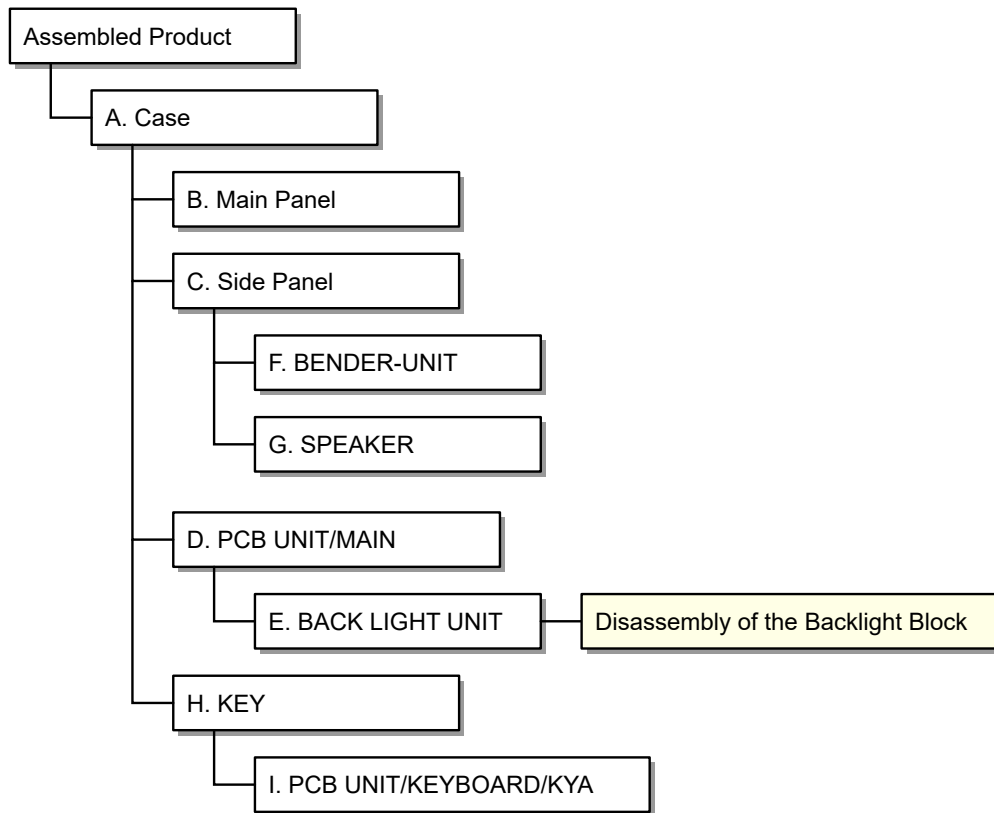 Assembled Product
A. Case
B. Main Panel
C. Side Panel
F. BENDER-UNIT
G. SPEAKER
D. PCB UNIT/MAIN
E. BACK LIGHT UNIT
Disassembly of the Backlight Block
H. KEY
I. PCB UNIT/KEYBOARD/KYA